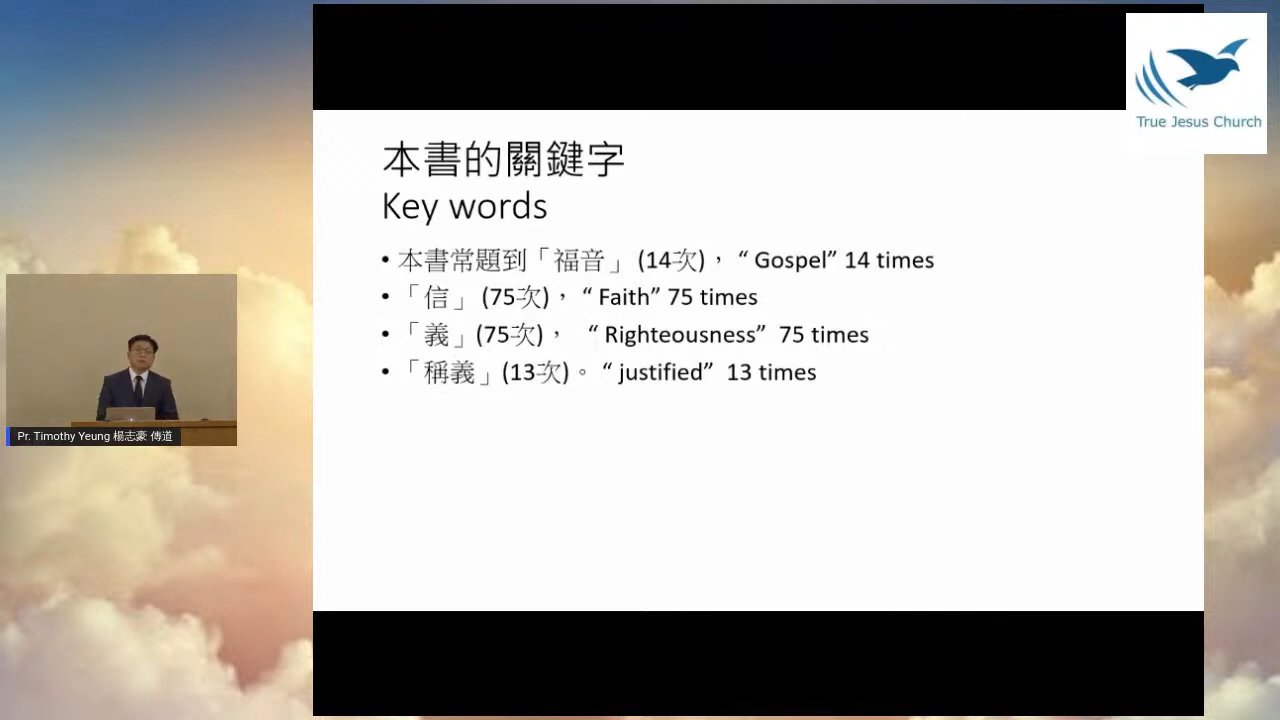 True Jesus Church
本書的關鍵字
Key words
• 本書常題到「福音」 (14次)， “ Gospel” 14 times
• 「信」 (75次)， “ Faith” 75 times
• 「義」(75次)， “ Righteousness” 75 times
• 「稱義」(13次)。 “ justified” 13 times
Pr. Timothy Yeung 楊志豪 傳道